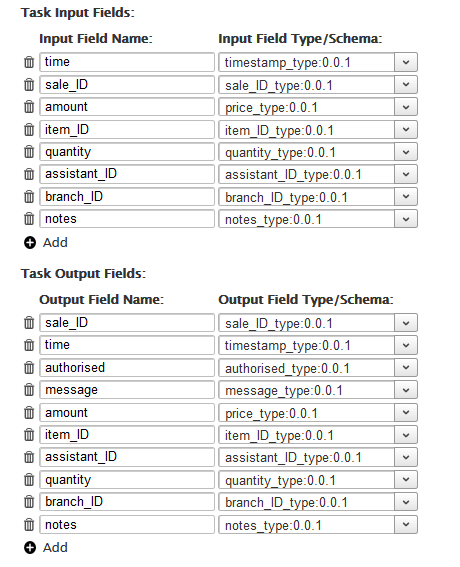 Task Input Fields:
Input Field Name: Input Field Type/Schema:
time timestamp_type:0.0.1
sale_ID sale_ID_type:0.0.1
amount price_type:0.0.1
item_ID item_ID_type:0.0.1
quantity quantity_type:0.0.1
assistant_ID assistant_ID_type:0.0.1
branch_ID branch_ID_type:0.0.1
notes notes_type:0.0.1
Add
Task Output Fields:
Output Field Name: Output Field Type/Schema:
sale_ID sale_ID_type:0.0.1
time timestamp_type:0.0.1
authorised authorised_type:0.0.1
message message_type:0.0.1
amount price_type:0.0.1
item_ID item_ID_type:0.0.1
assistant_ID assistant_ID_type:0.0.1
quantity quantity_type:0.0.1
branch_ID branch_ID_type:0.0.1
notes notes_type:0.0.1
Add